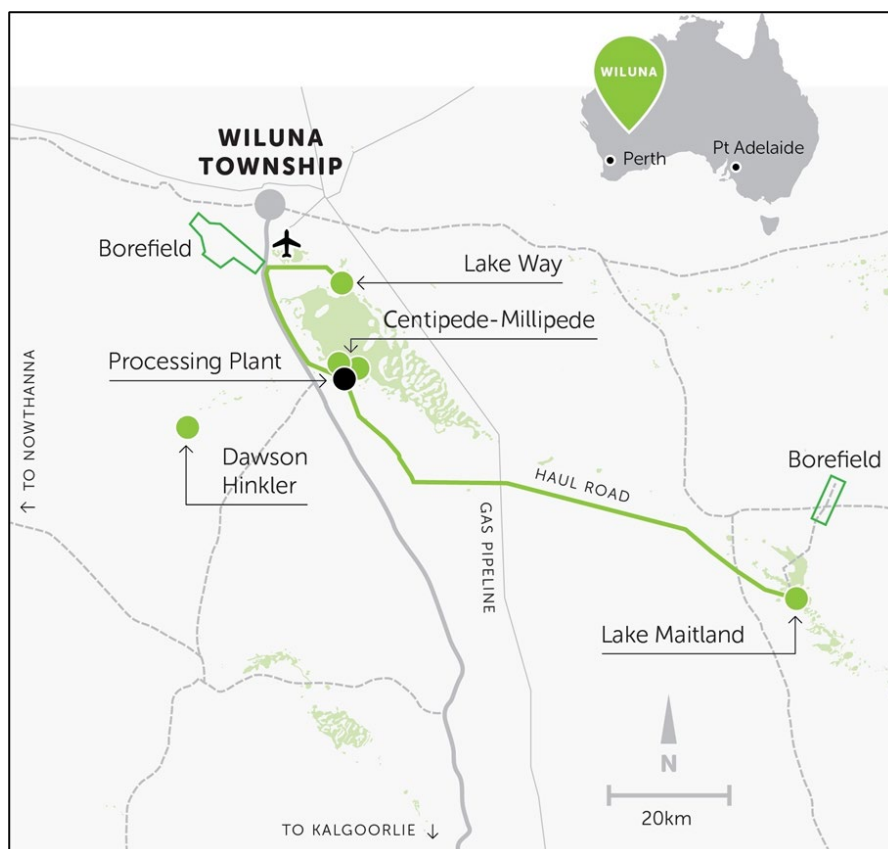 WILUNA
Perth
Pt Adelaide
WILUNA
TOWNSHIP
Borefield
Lake Way
Centipede-Millipede
Processing Plant
Dawson
Hinkler
↑ TO NOWTHANNA
HAUL ROAD
GAS PIPELINE
Borefield
Lake Maitland
N
20km
TO KALGOORLIE ↓